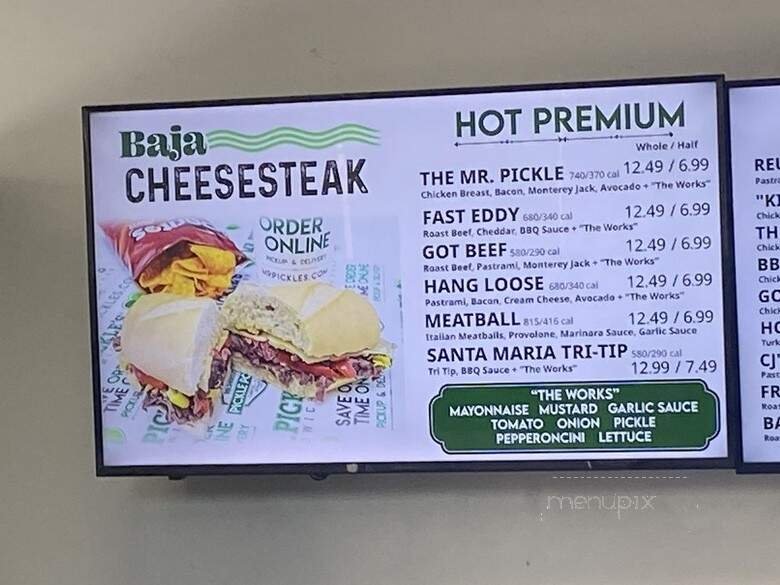 Baja
CHEESESTEAK
ORDER
ONLINE
PICKUP & DELIVERY
HOT PREMIUM
Whole / Half
THE MR. PICKLE 740/370 cal 12.49 / 6.99
Chicken Breast, Bacon, Monterey Jack, Avocado + "The Works"
FAST EDDY 680/340 cal 12.49 / 6.99
Roast Beef, Cheddar, BBQ Sauce + "The Works"
GOT BEEF 580/290 cal 12.49 / 6.99
Roast Beef, Pastrami, Monterey Jack + "The Works"
HANG LOOSE 680/340 cal 12.49 / 6.99
Pastrami, Bacon, Cream Cheese, Avocado + "The Works"
MEATBALL 815/416 cal 12.49 / 6.99
Italian Meatballs, Provolone, Marinara Sauce, Garlic Sauce
SANTA MARIA TRI-TIP 580/290 cal
Tri Tip, BBQ Sauce + "The Works" 12.99 / 7.49
"THE WORKS"
MAYONNAISE MUSTARD GARLIC SAUCE
TOMATO ONION PICKLE
PEPPERONCINI LETTUCE
menupix